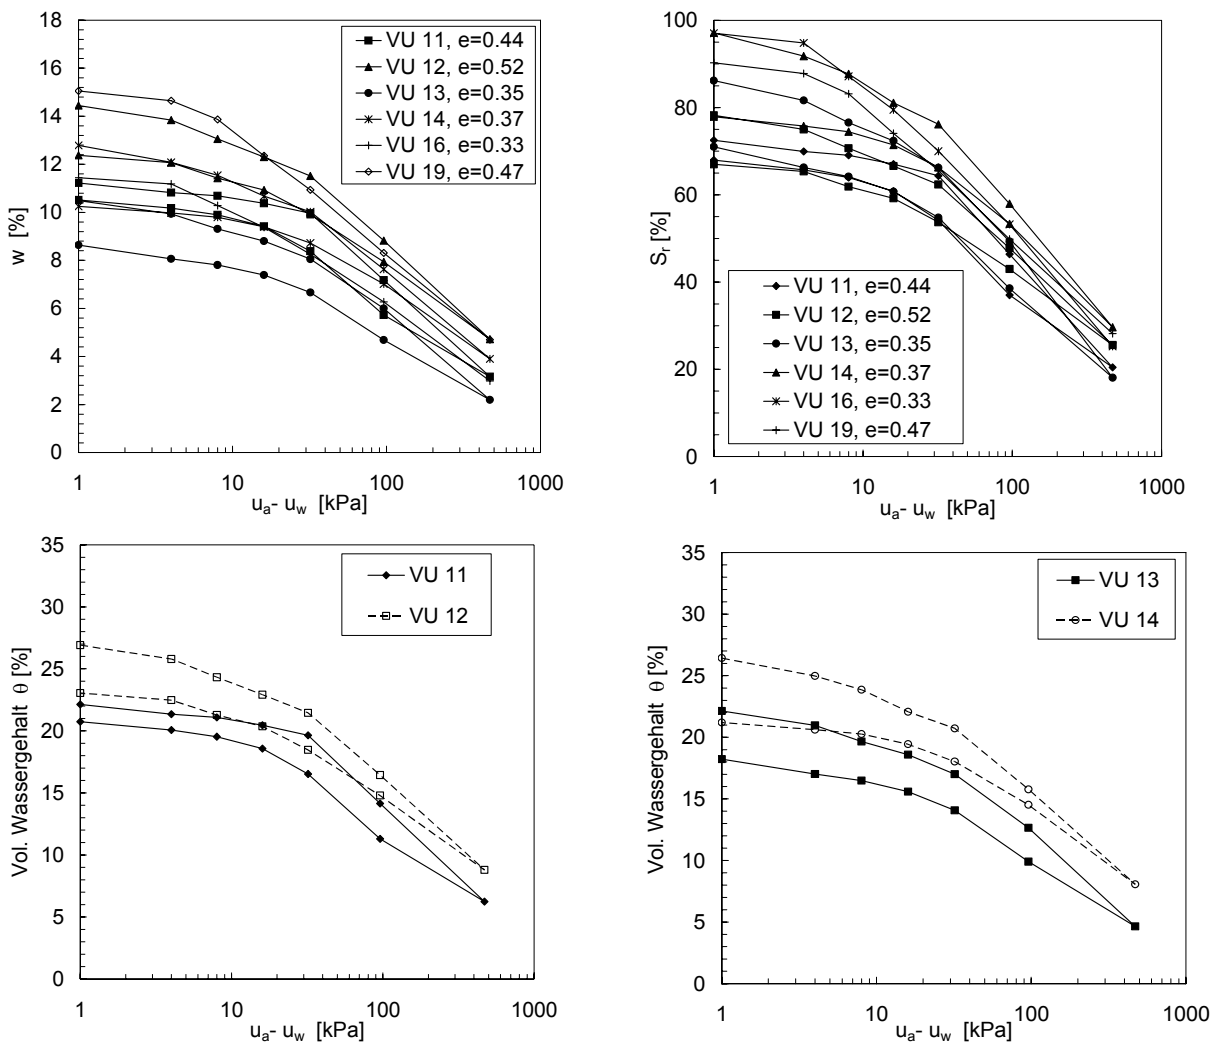 18
16
14
12
10
8
6
4
2
0
w [%]
VU 11, e=0.44
VU 12, e=0.52
VU 13, e=0.35
VU 14, e=0.37
VU 16, e=0.33
VU 19, e=0.47
1 10 100 1000
uₐ- u_w [kPa]
100
80
60
40
20
0
Sᵣ [%]
VU 11, e=0.44
VU 12, e=0.52
VU 13, e=0.35
VU 14, e=0.37
VU 16, e=0.33
VU 19, e=0.47
1 10 100 1000
uₐ- u_w [kPa]
35
30
25
20
15
10
5
0
Vol. Wassergehalt θ [%]
VU 11
VU 12
1 10 100 1000
uₐ- u_w [kPa]
35
30
25
20
15
10
5
0
Vol. Wassergehalt θ [%]
VU 13
VU 14
1 10 100 1000
uₐ- u_w [kPa]